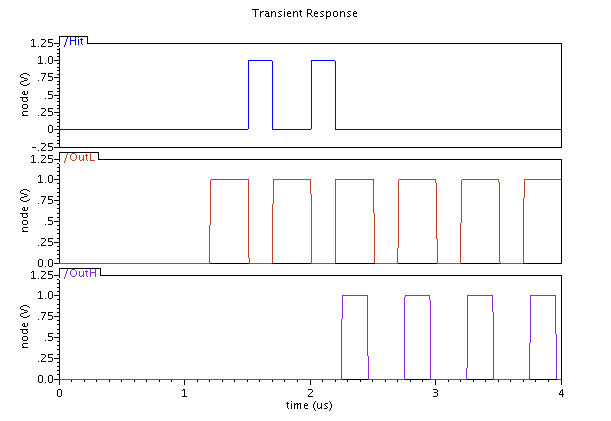 Transient Response
/Hit
1.25
1.0
.75
.5
.25
0
-.25
node (V)
/OutL
1.25
1.0
.75
.5
.25
0.0
node (V)
/OutH
1.25
1.0
.75
.5
.25
0.0
node (V)
0 1 2 3 4
time (us)